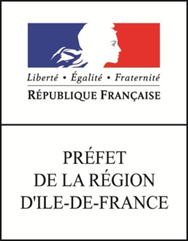 Liberté • Égalité • Fraternité
RÉPUBLIQUE FRANÇAISE
PRÉFET
DE LA RÉGION
D'ILE-DE-FRANCE